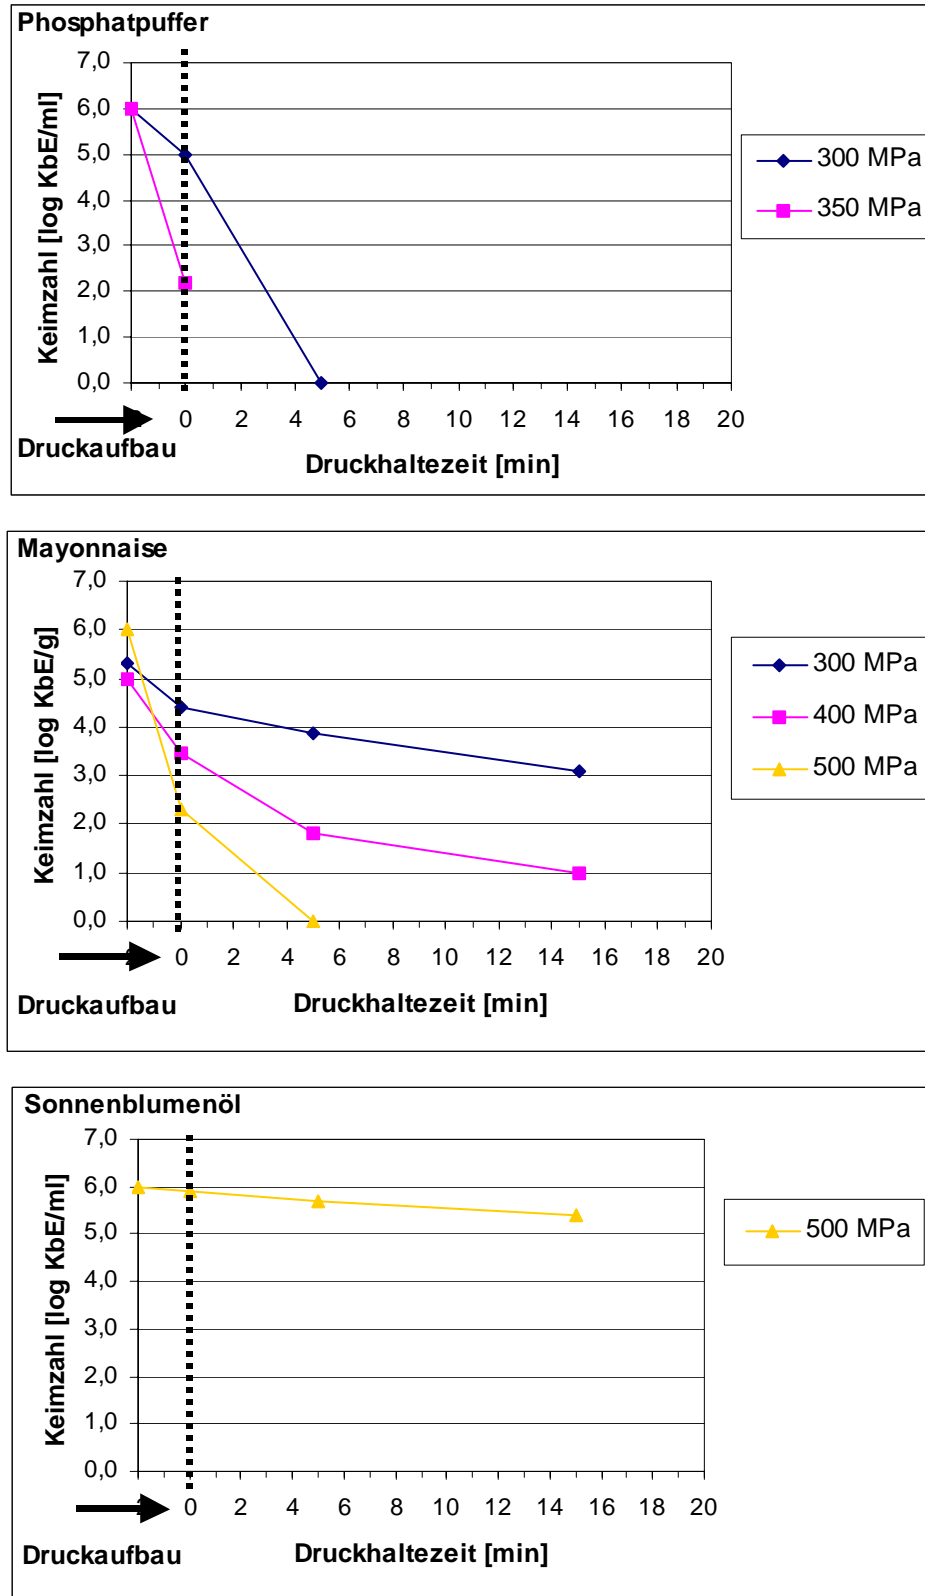 Phosphatpuffer
7,0
6,0
5,0
4,0
3,0
2,0
1,0
0,0
Keimzahl [log KbE/ml]
0 2 4 6 8 10 12 14 16 18 20
Druckaufbau
Druckhaltezeit [min]
300 MPa
350 MPa
Mayonnaise
7,0
6,0
5,0
4,0
3,0
2,0
1,0
0,0
Keimzahl [log KbE/g]
0 2 4 6 8 10 12 14 16 18 20
Druckaufbau
Druckhaltezeit [min]
300 MPa
400 MPa
500 MPa
Sonnenblumenöl
7,0
6,0
5,0
4,0
3,0
2,0
1,0
0,0
Keimzahl [log KbE/ml]
0 2 4 6 8 10 12 14 16 18 20
Druckaufbau
Druckhaltezeit [min]
500 MPa